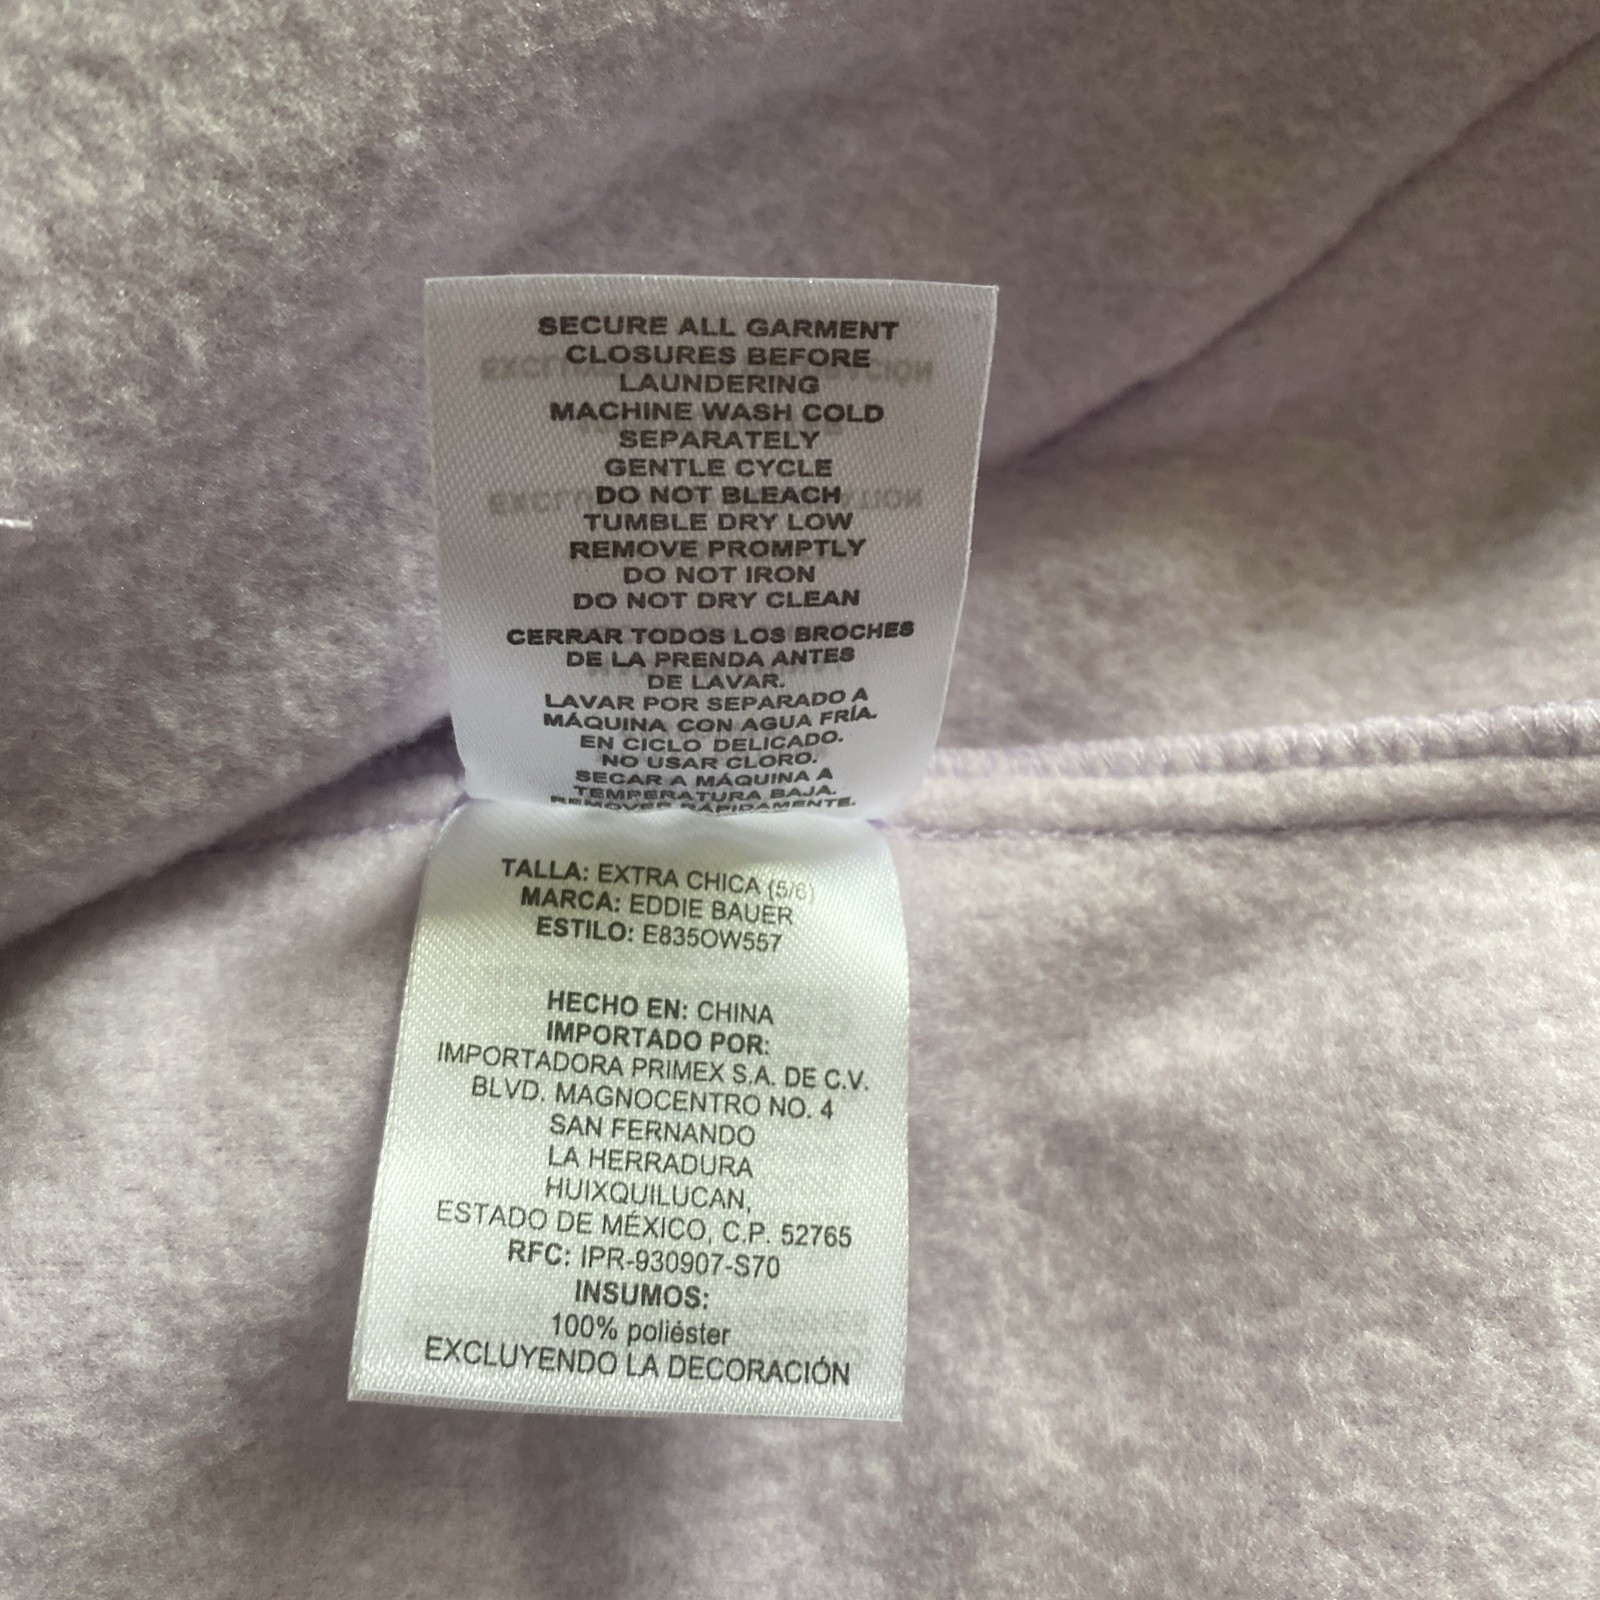 SECURE ALL GARMENT
CLOSURES BEFORE
LAUNDERING
MACHINE WASH COLD
SEPARATELY
GENTLE CYCLE
DO NOT BLEACH
TUMBLE DRY LOW
REMOVE PROMPTLY
DO NOT IRON
DO NOT DRY CLEAN
CERRAR TODOS LOS BROCHES
DE LA PRENDA ANTES
DE LAVAR.
LAVAR POR SEPARADO A
MÁQUINA CON AGUA FRÍA.
EN CICLO DELICADO.
NO USAR CLORO.
SECAR A MÁQUINA A
TEMPERATURA BAJA.
REMOVER RÁPIDAMENTE.
TALLA: EXTRA CHICA (5/6)
MARCA: EDDIE BAUER
ESTILO: E835OW557
HECHO EN: CHINA
IMPORTADO POR:
IMPORTADORA PRIMEX S.A. DE C.V.
BLVD. MAGNOCENTRO NO. 4
SAN FERNANDO
LA HERRADURA
HUIXQUILUCAN,
ESTADO DE MÉXICO, C.P. 52765
RFC: IPR-930907-S70
INSUMOS:
100% poliéster
EXCLUYENDO LA DECORACIÓN